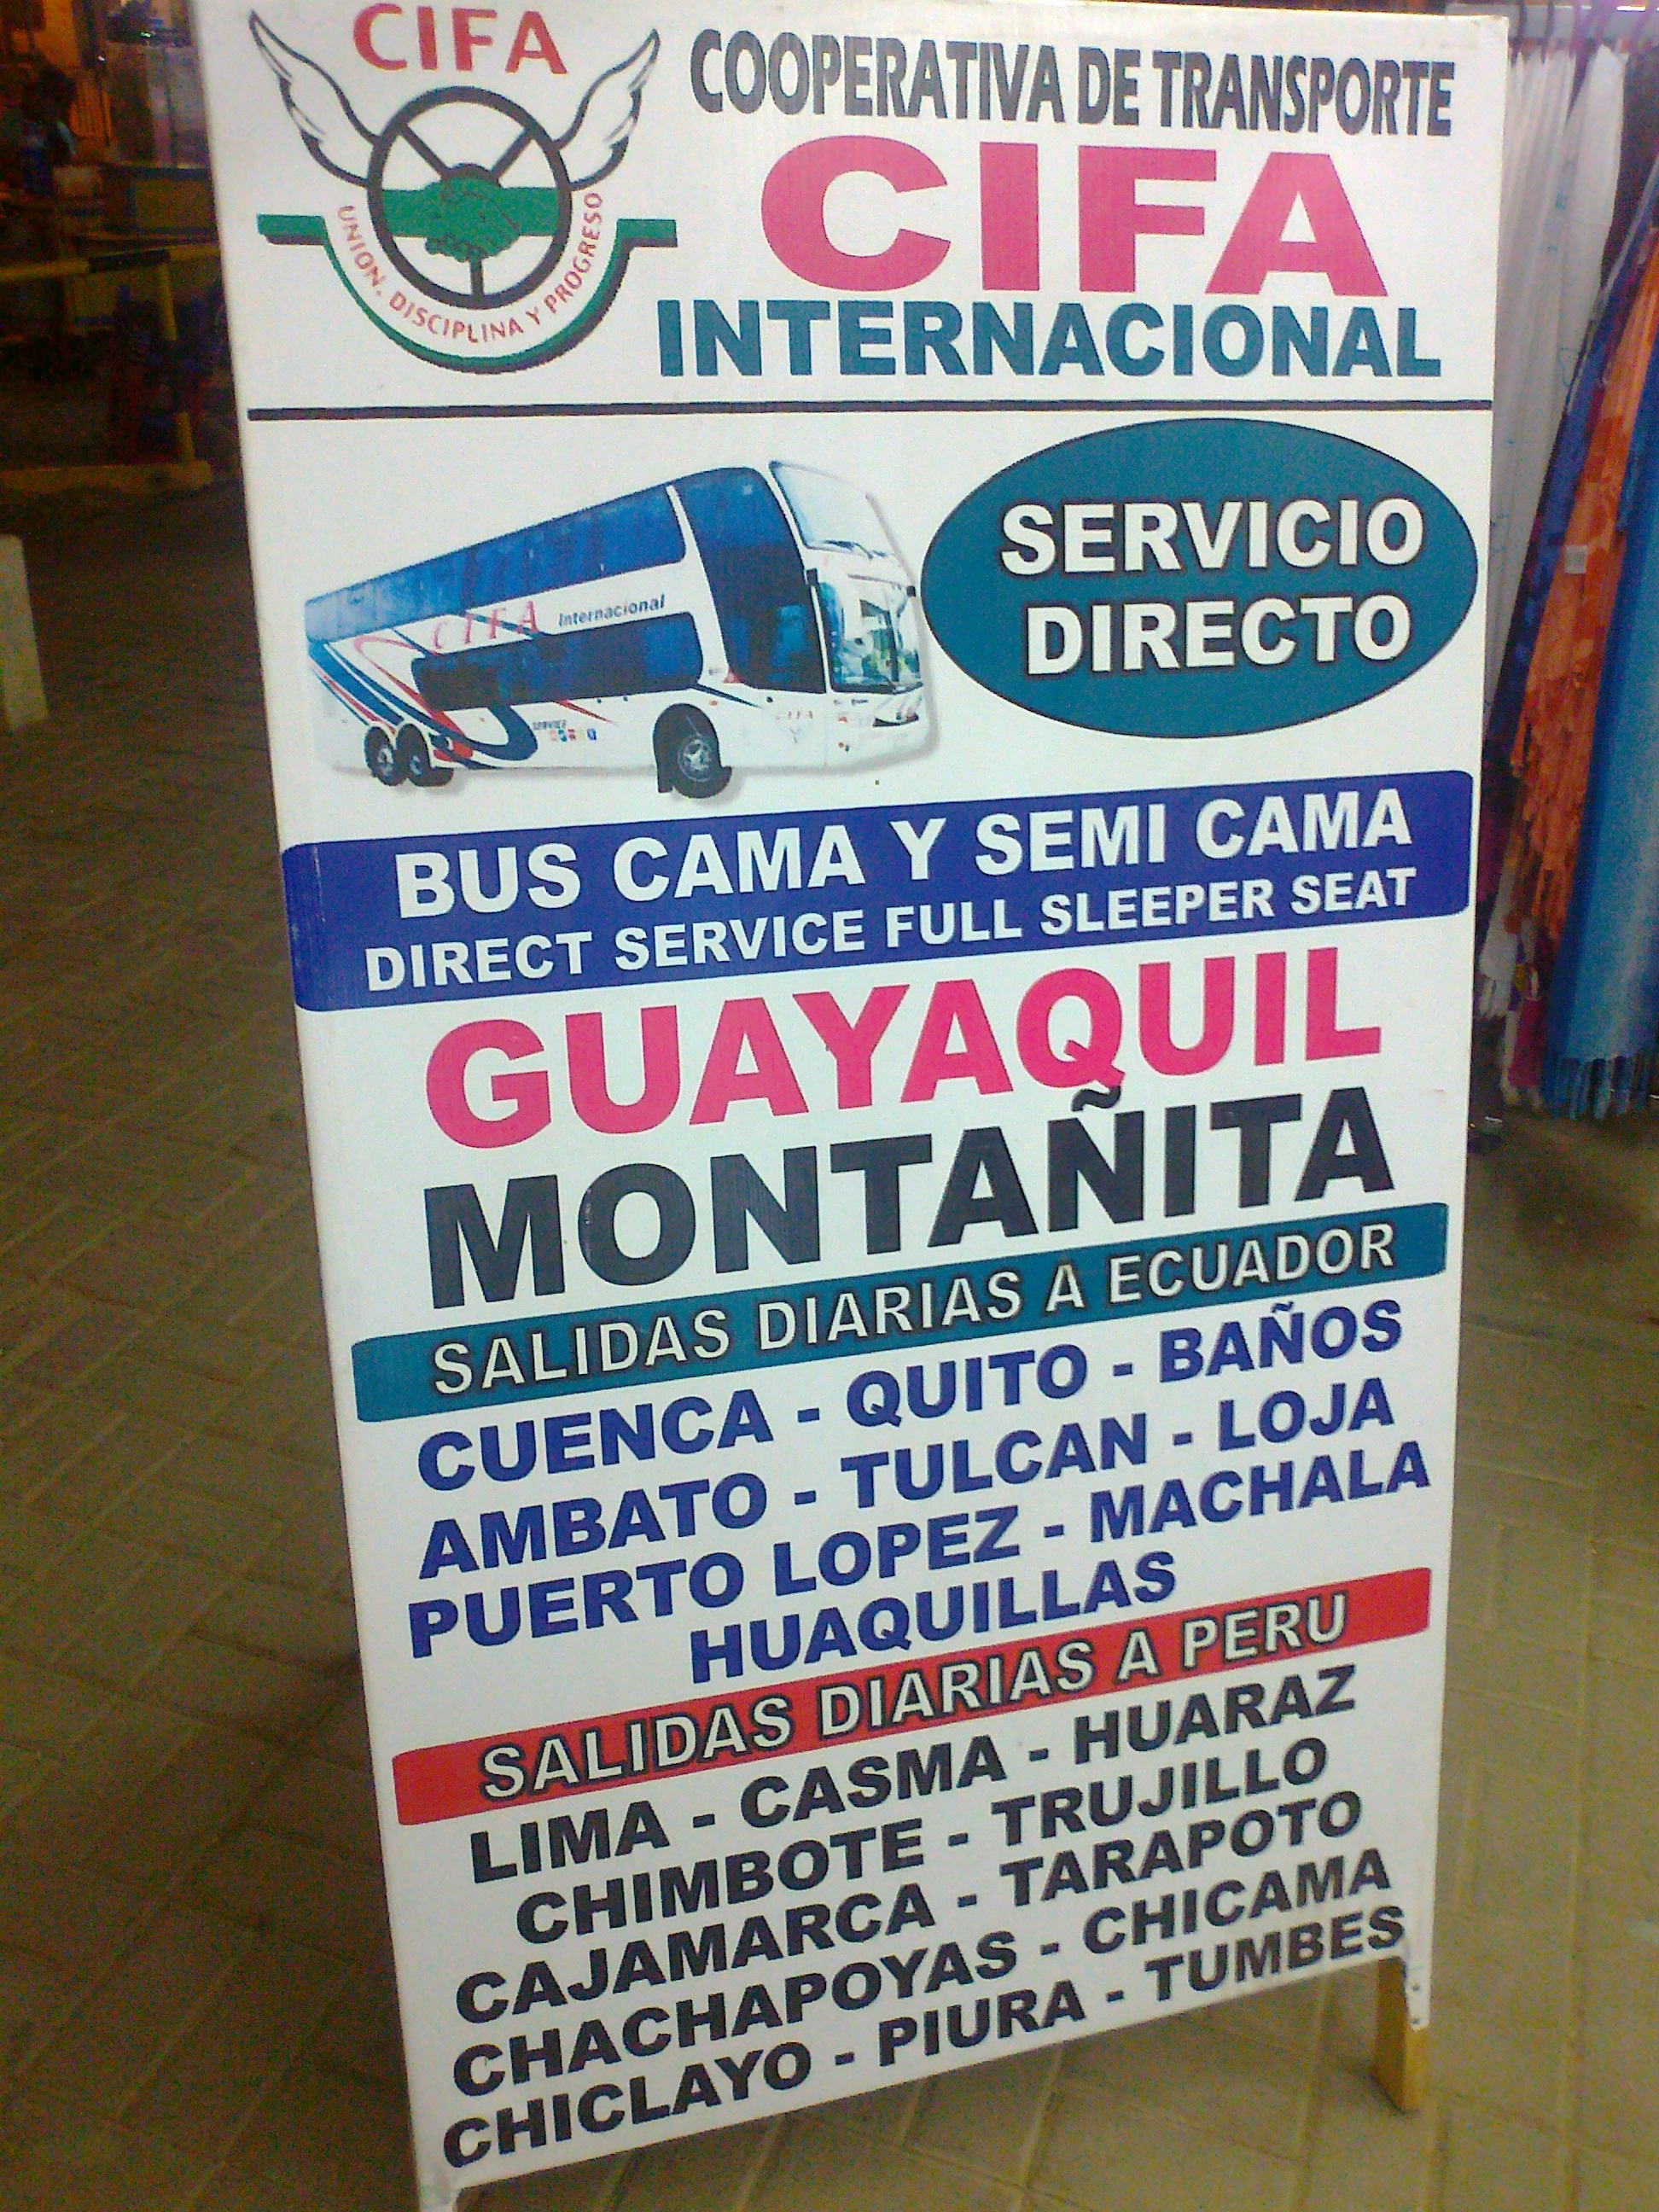 CIFA
UNION, DISCIPLINA Y PROGRESO
COOPERATIVA DE TRANSPORTE
CIFA
INTERNACIONAL
CIFA Internacional
CIFA
SERVICIO
DIRECTO
BUS CAMA Y SEMI CAMA
DIRECT SERVICE FULL SLEEPER SEAT
GUAYAQUIL
MONTAÑITA
SALIDAS DIARIAS A ECUADOR
CUENCA - QUITO - BAÑOS
AMBATO - TULCAN - LOJA
PUERTO LOPEZ - MACHALA
HUAQUILLAS
SALIDAS DIARIAS A PERU
LIMA - CASMA - HUARAZ
CHIMBOTE - TRUJILLO
CAJAMARCA - TARAPOTO
CHACHAPOYAS - CHICAMA
CHICLAYO - PIURA - TUMBES